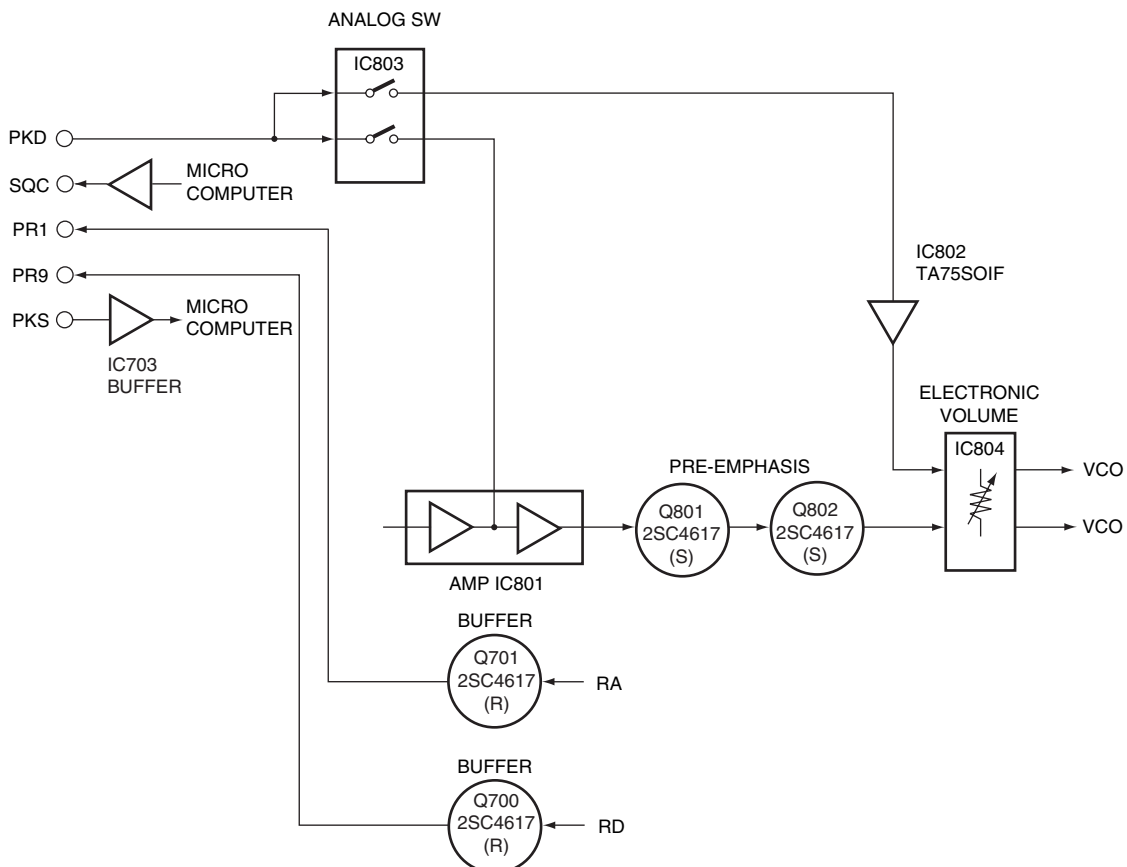 ANALOG SW
IC803
PKD
SQC
MICRO
COMPUTER
PR1
PR9
PKS
MICRO
COMPUTER
IC703
BUFFER
IC802
TA75SOIF
ELECTRONIC
VOLUME
IC804
VCO
VCO
PRE-EMPHASIS
Q801
2SC4617
(S)
Q802
2SC4617
(S)
AMP IC801
BUFFER
Q701
2SC4617
(R)
RA
BUFFER
Q700
2SC4617
(R)
RD